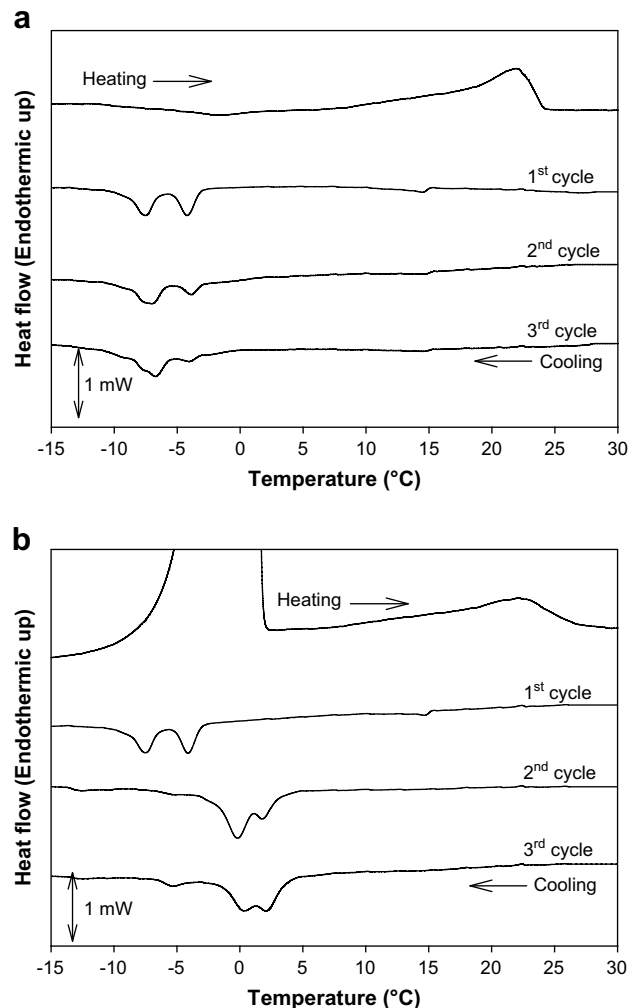 a
Heat flow (Endothermic up)
Heating
1st cycle
2nd cycle
3rd cycle
Cooling
1 mW
-15 -10 -5 0 5 10 15 20 25 30
Temperature (°C)
b
Heat flow (Endothermic up)
Heating
1st cycle
2nd cycle
3rd cycle
Cooling
1 mW
-15 -10 -5 0 5 10 15 20 25 30
Temperature (°C)